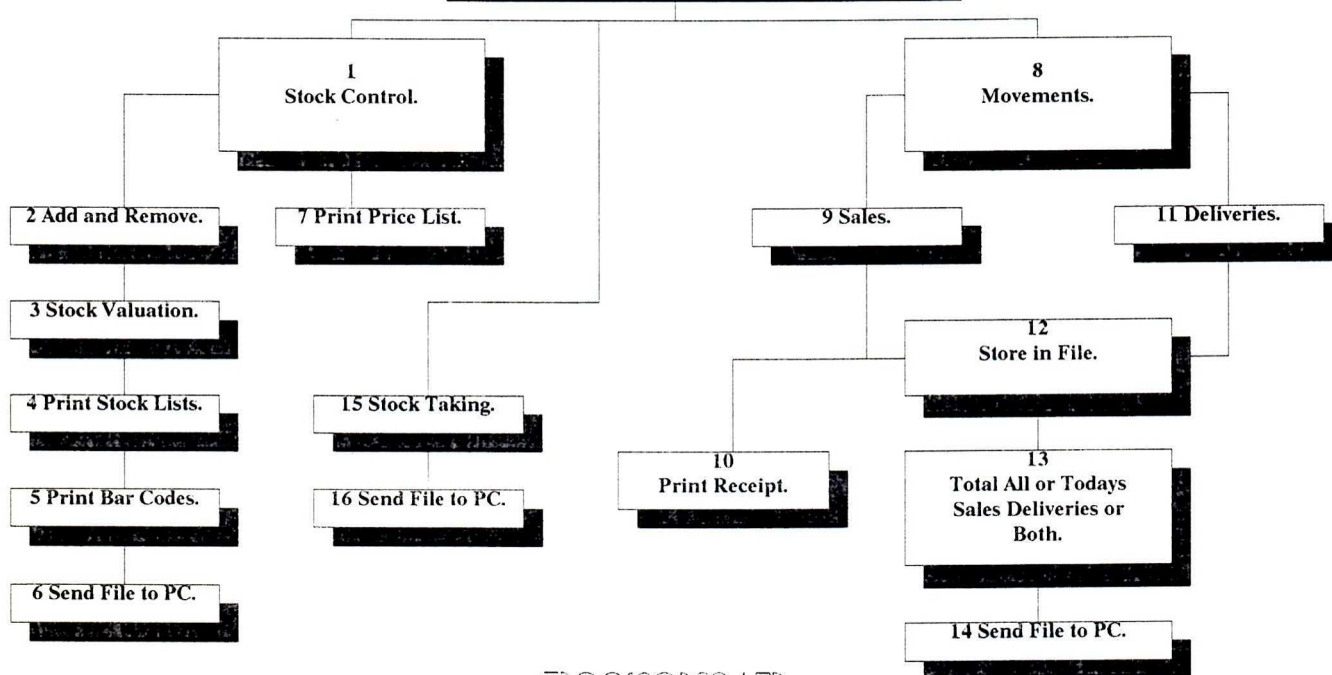 1
Stock Control.
8
Movements.
2 Add and Remove.
7 Print Price List.
9 Sales.
11 Deliveries.
3 Stock Valuation.
12
Store in File.
4 Print Stock Lists.
15 Stock Taking.
10
Print Receipt.
13
Total All or Todays
Sales Deliveries or
Both.
5 Print Bar Codes.
16 Send File to PC.
6 Send File to PC.
14 Send File to PC.